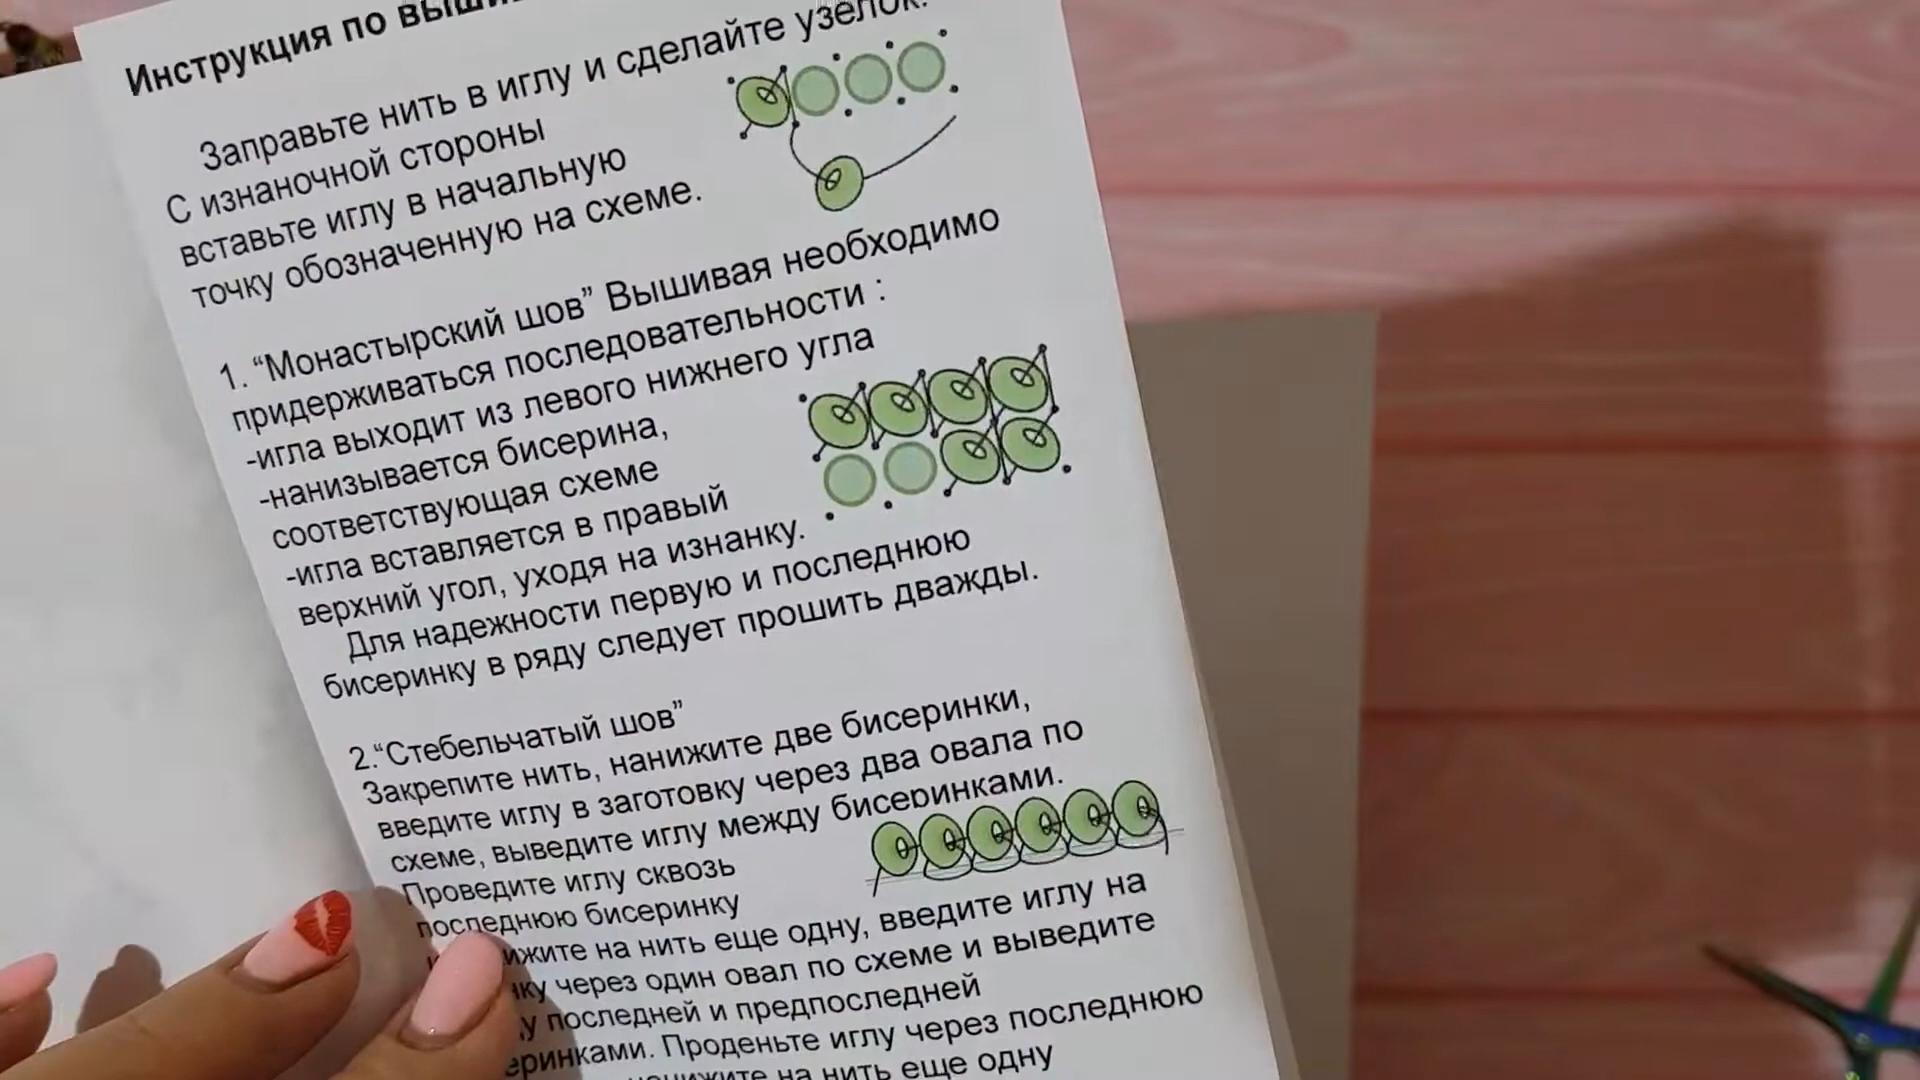 Инструкция по
Заправьте нить в иглу и сделайте узелок.
С изнаночной стороны
вставьте иглу в начальную
точку обозначенную на схеме.
1. “Монастырский шов” Вышивая необходимо
придерживаться последовательности :
-игла выходит из левого нижнего угла
-нанизывается бисерина,
соответствующая схеме
-игла вставляется в правый
верхний угол, уходя на изнанку.
Для надежности первую и последнюю
бисеринку в ряду следует прошить дважды.
2.“Стебельчатый шов”
Закрепите нить, нанижите две бисеринки,
введите иглу в заготовку через два овала по
схеме, выведите иглу между бисеринками.
Проведите иглу сквозь
последнюю бисеринку
на нить еще одну, введите иглу на
через один овал по схеме и выведите
последней и предпоследней
Проденьте иглу через последнюю
на нить еще одну